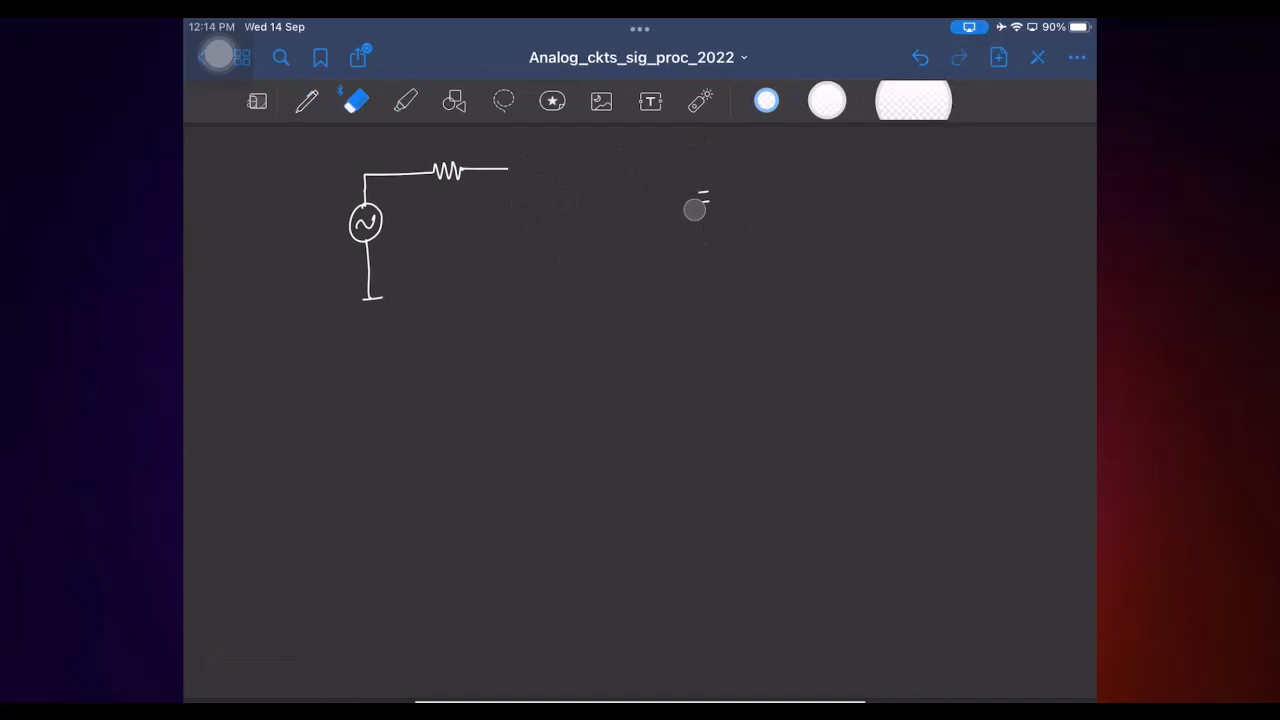 12:14 PM Wed 14 Sep 90%
Analog_ckts_sig_proc_2022
T
=